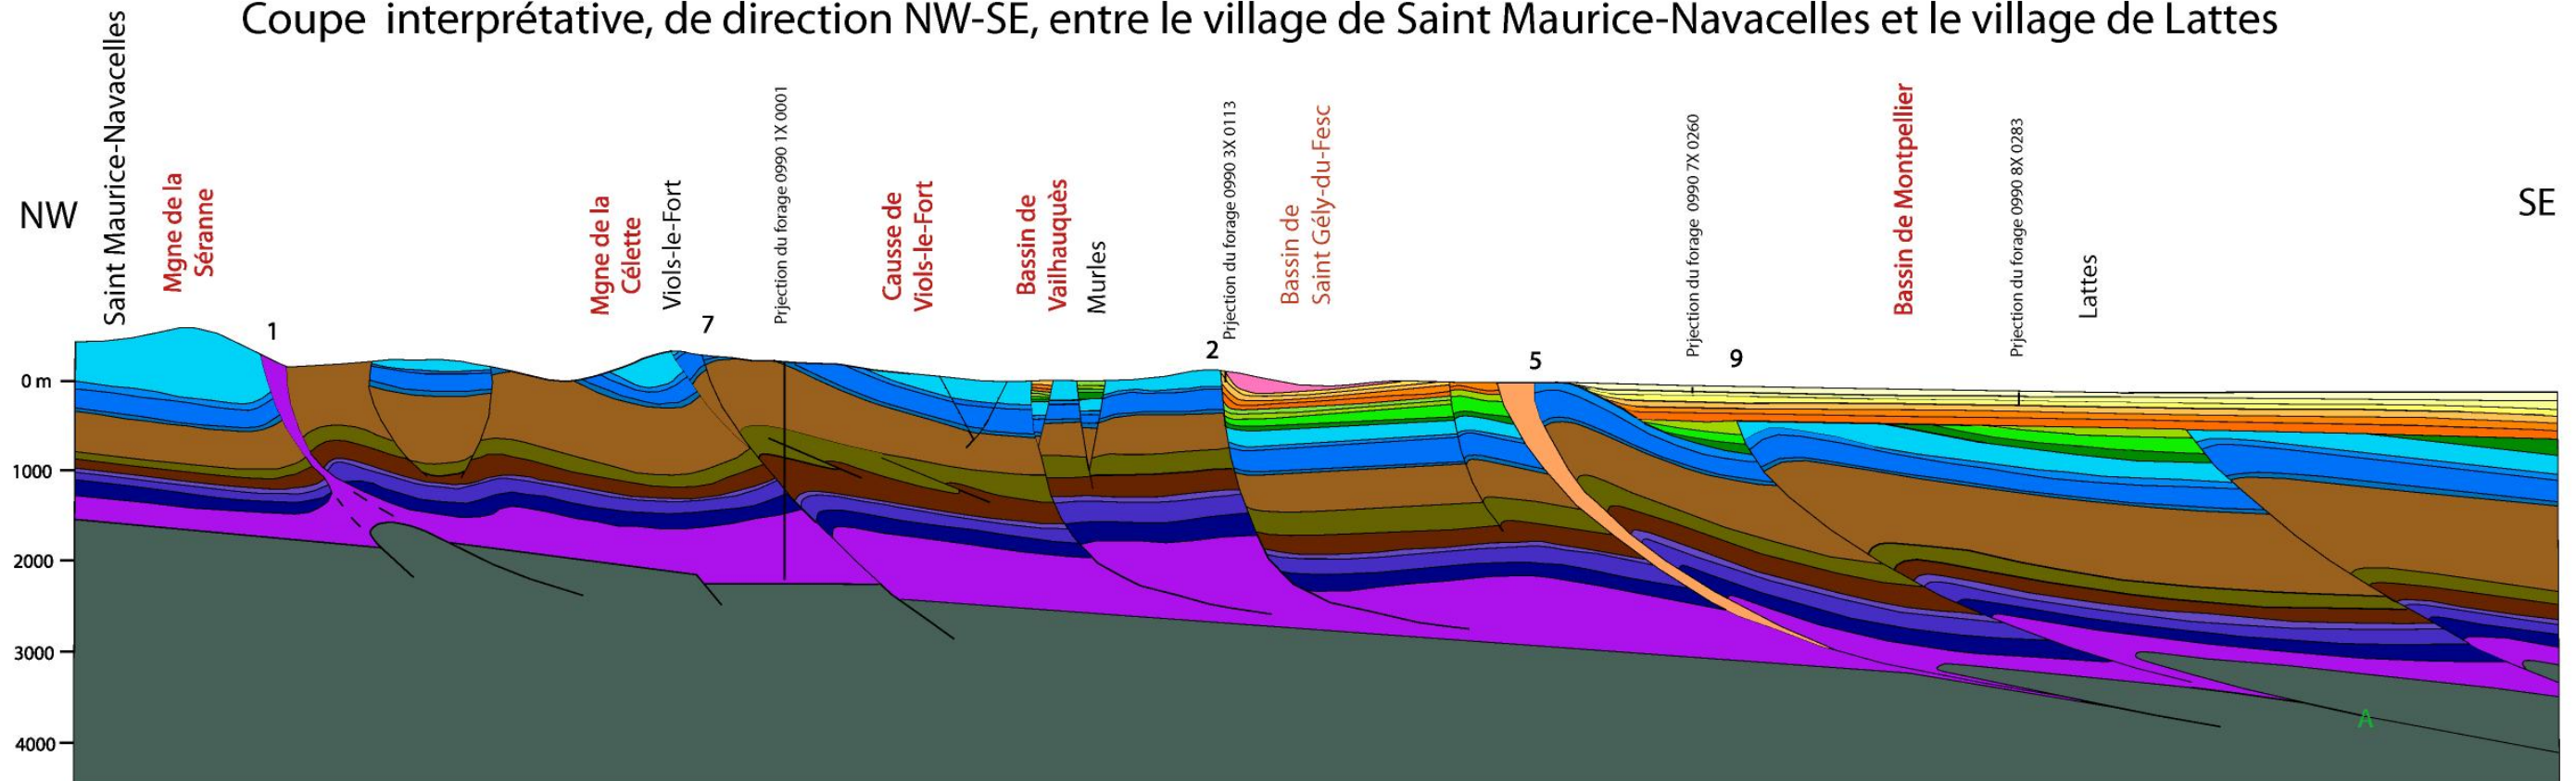 Coupe  interprétative, de direction NW-SE, entre le village de Saint Maurice-Navacelles et le village de Lattes
NW
SE
Saint Maurice-Navacelles
Mgne de la
Séranne
Mgne de la
Célette
Viols-le-Fort
Prjection du forage 0990 1X 0001
Causse de
Viols-le-Fort
Bassin de
Vailhauquès
Murles
Prjection du forage 0990 3X 0113
Bassin de
Saint Gély-du-Fesc
Prjection du forage  0990 7X 0260
Bassin de Montpellier
Prjection du forage 0990 8X 0283
Lattes
1
7
2
5
9
0 m
1000
2000
3000
4000
A